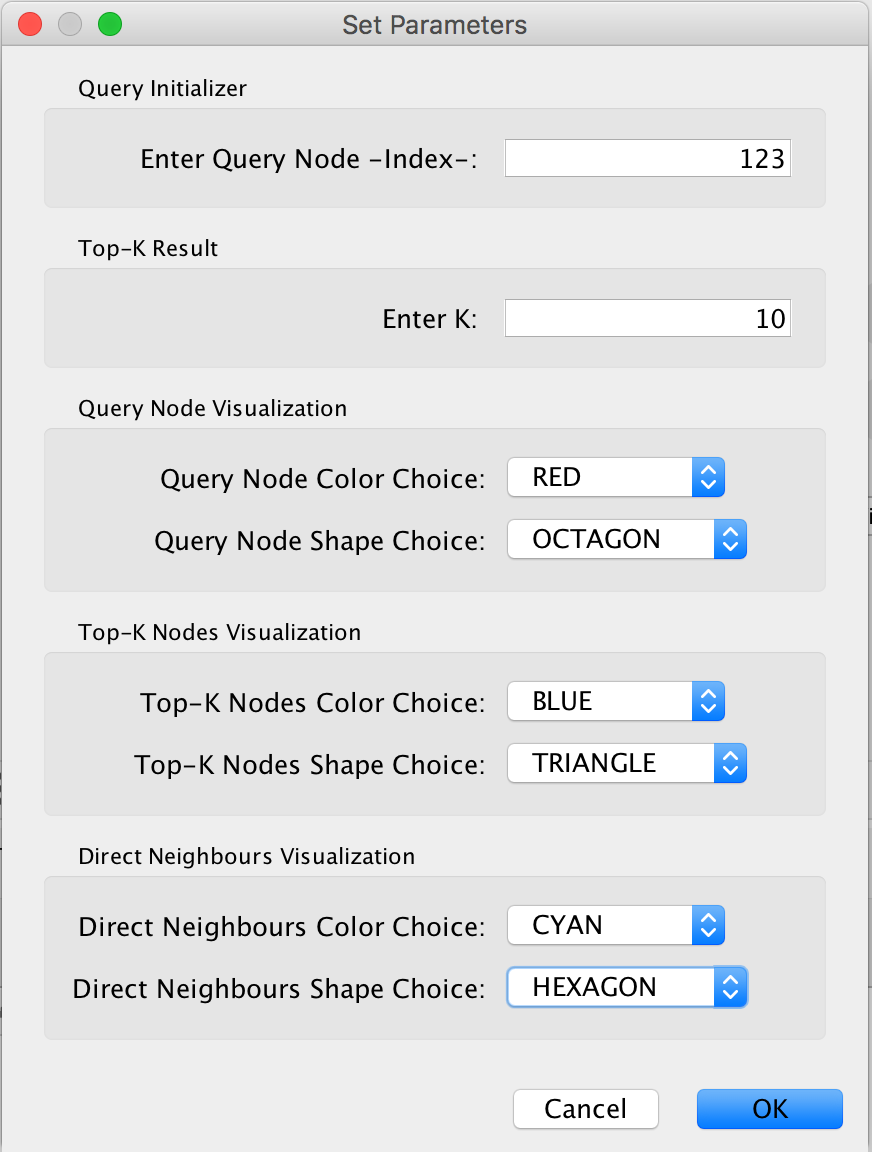 Set Parameters
Query Initializer
Enter Query Node -Index-: 123
Top-K Result
Enter K: 10
Query Node Visualization
Query Node Color Choice: RED
Query Node Shape Choice: OCTAGON
Top-K Nodes Visualization
Top-K Nodes Color Choice: BLUE
Top-K Nodes Shape Choice: TRIANGLE
Direct Neighbours Visualization
Direct Neighbours Color Choice: CYAN
Direct Neighbours Shape Choice: HEXAGON
Cancel OK